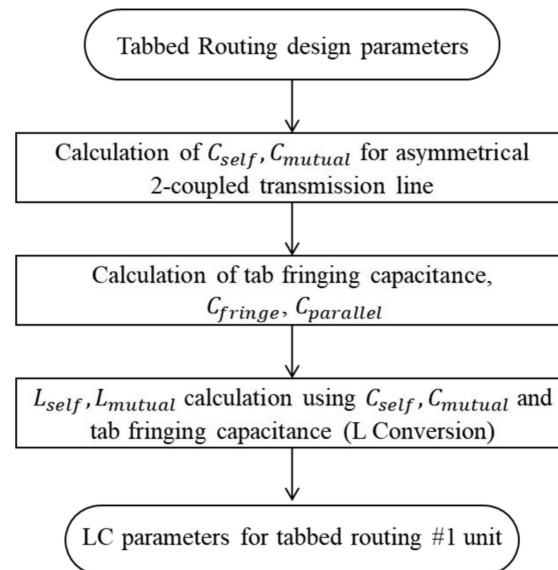 Tabbed Routing design parameters
Calculation of C_self, C_mutual for asymmetrical
2-coupled transmission line
Calculation of tab fringing capacitance,
C_fringe, C_parallel
L_self, L_mutual calculation using C_self, C_mutual and
tab fringing capacitance (L Conversion)
LC parameters for tabbed routing #1 unit